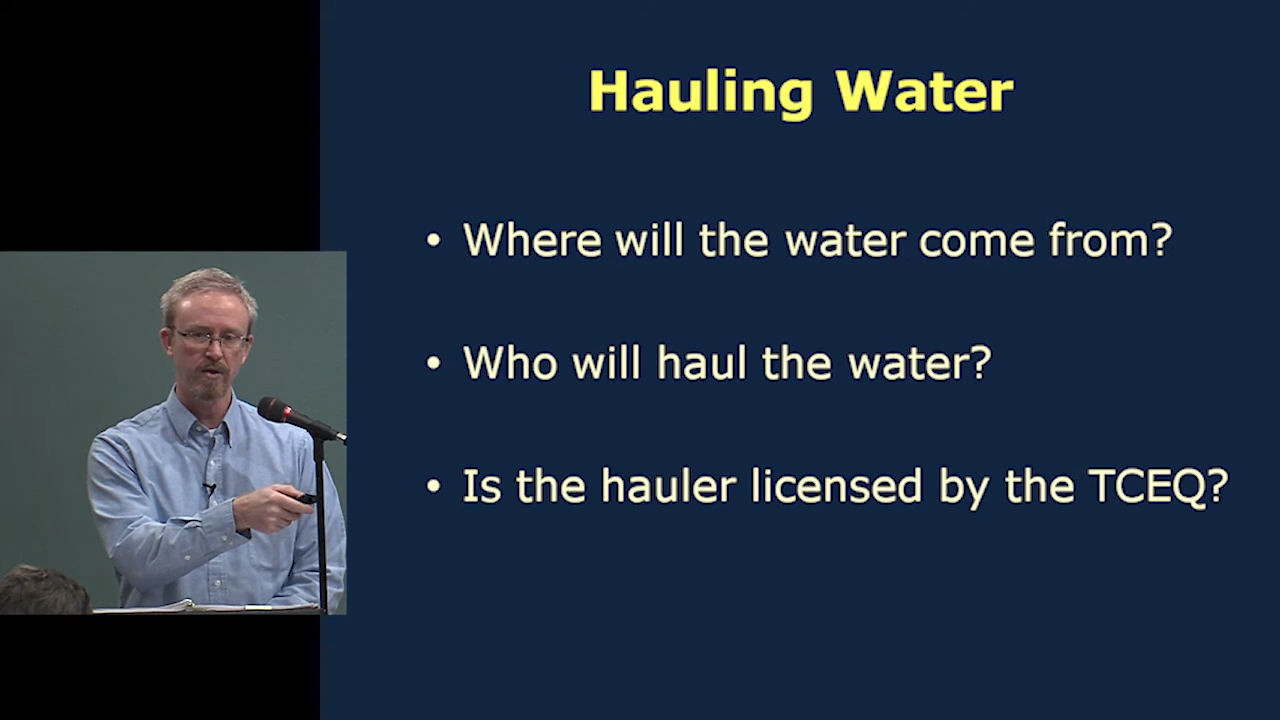 Hauling Water
• Where will the water come from?
• Who will haul the water?
• Is the hauler licensed by the TCEQ?